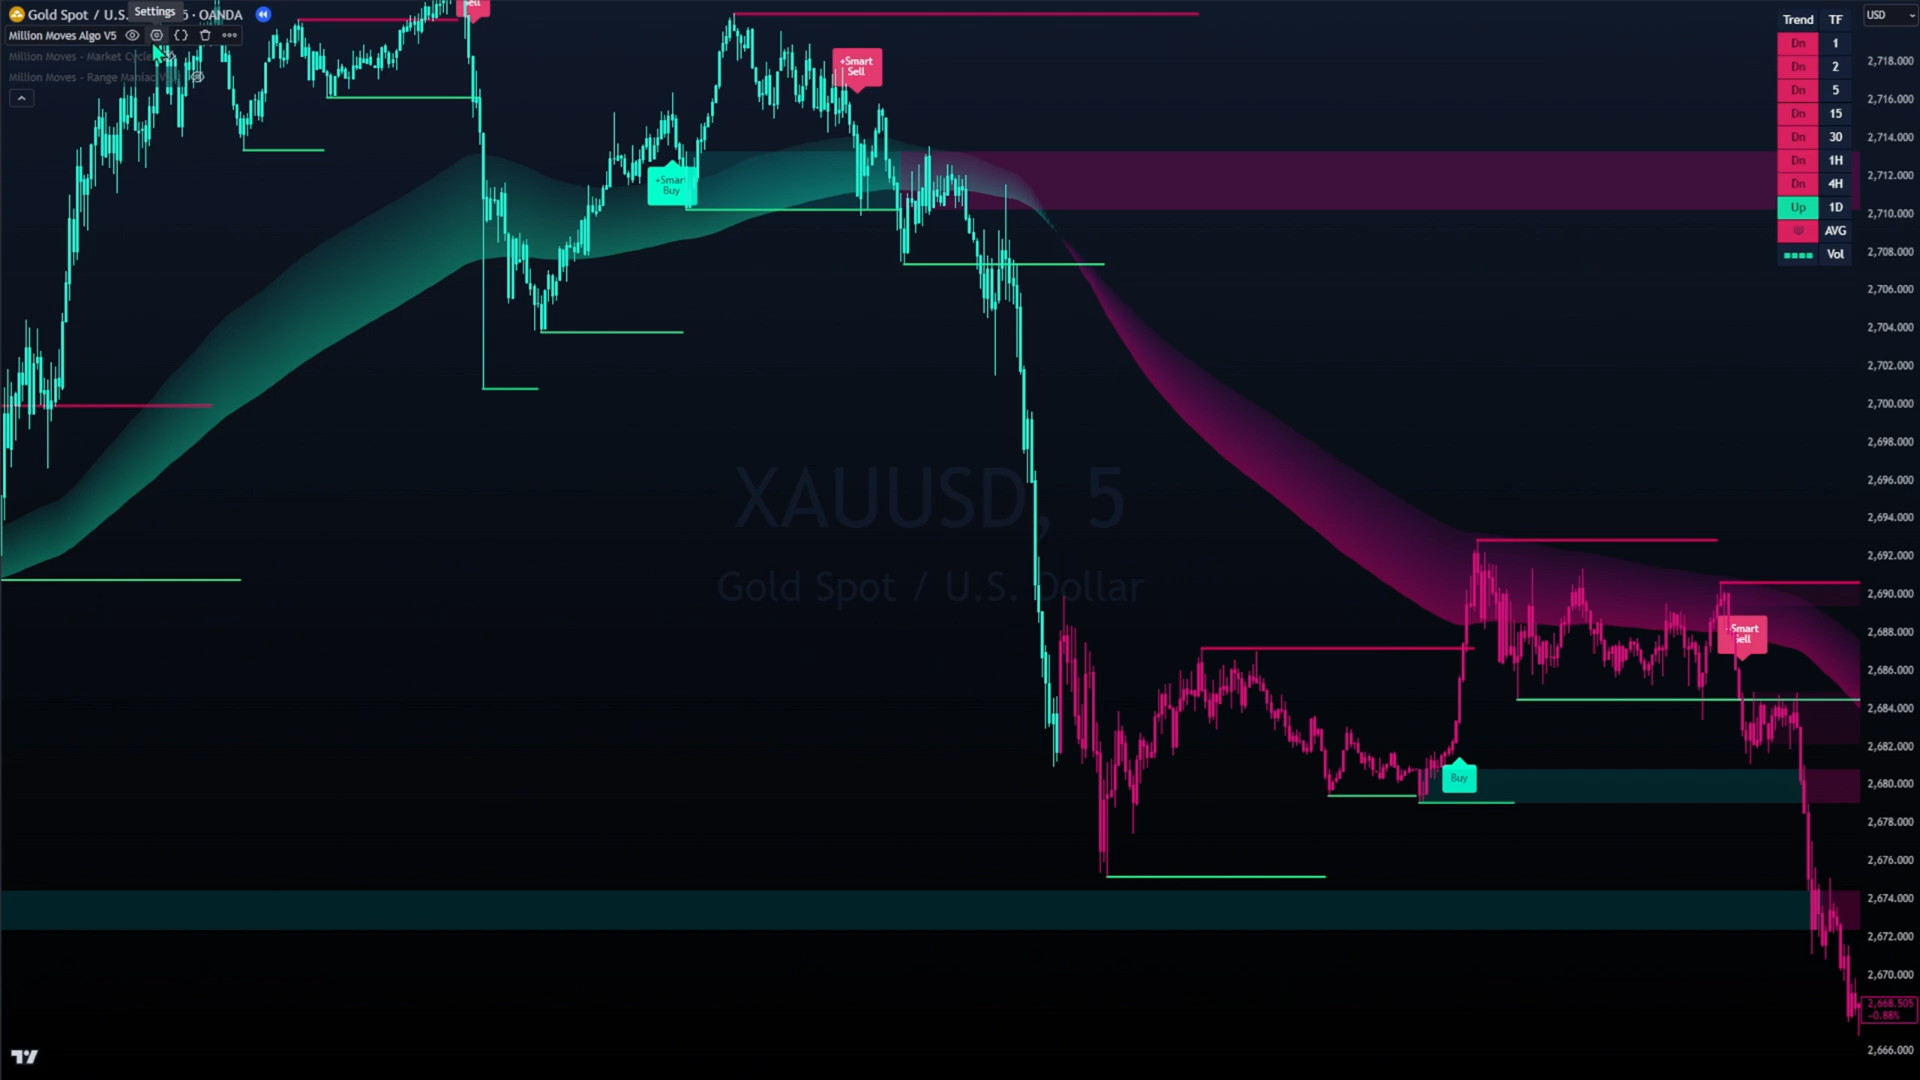 Gold Spot / U.S.
Settings
5 · OANDA
Million Moves Algo V5
Million Moves - Market Cycle
Million Moves - Range Maniac
Sell
+Smart
Sell
+Smart
Buy
XAUUSD, 5
Gold Spot / U.S. Dollar
Buy
+Smart
Sell
Trend TF
Dn 1
Dn 2
Dn 5
Dn 15
Dn 30
Dn 1H
Dn 4H
Up 1D
AVG
Vol
USD
2,718.000
2,716.000
2,714.000
2,712.000
2,710.000
2,708.000
2,706.000
2,704.000
2,702.000
2,700.000
2,698.000
2,696.000
2,694.000
2,692.000
2,690.000
2,688.000
2,686.000
2,684.000
2,682.000
2,680.000
2,678.000
2,676.000
2,674.000
2,672.000
2,670.000
2,668.505
−0.88%
2,666.000